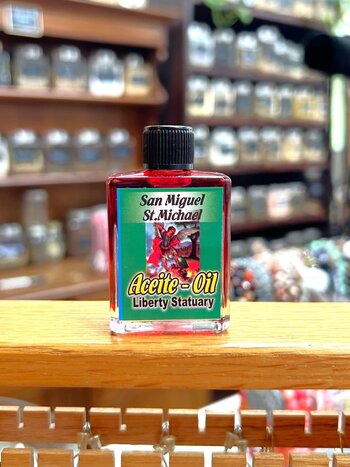 San Miguel
St.Michael
Aceite - Oil
Liberty Statuary